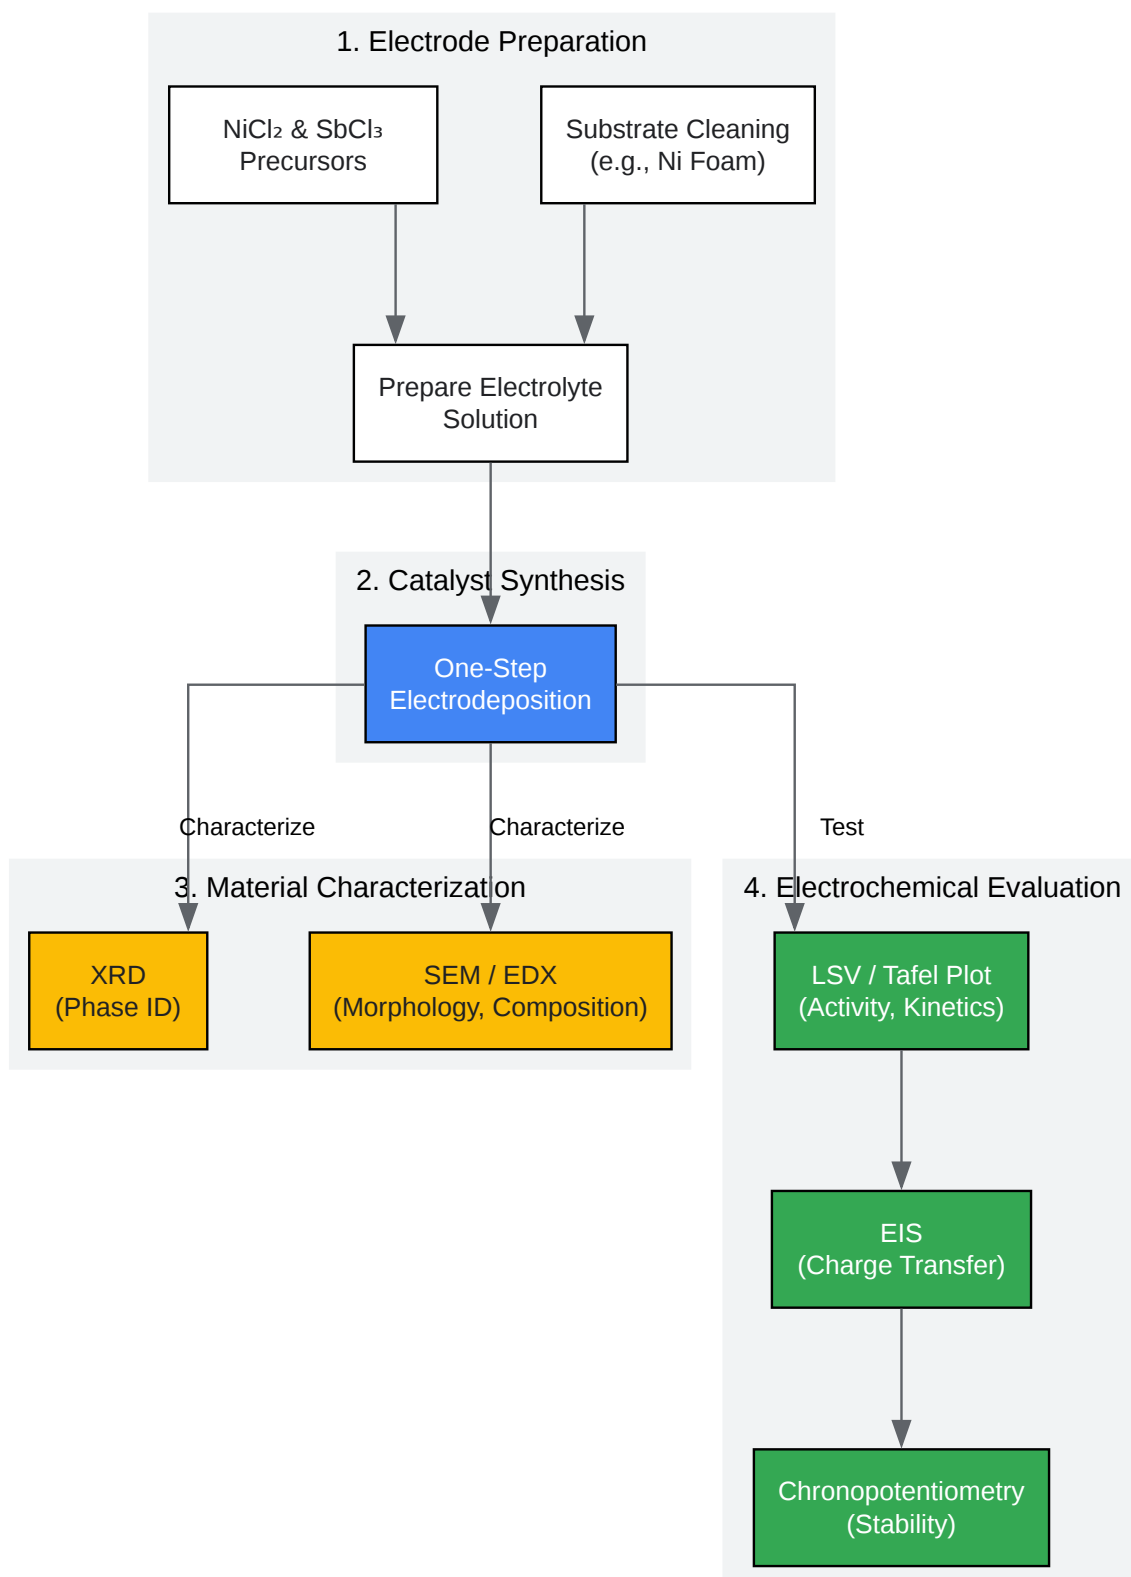 1. Electrode Preparation
NiCl₂ & SbCl₃
Precursors
Substrate Cleaning
(e.g., Ni Foam)
Prepare Electrolyte
Solution
2. Catalyst Synthesis
One-Step
Electrodeposition
Characterize
Characterize
Test
3. Material Characterization
4. Electrochemical Evaluation
XRD
(Phase ID)
SEM / EDX
(Morphology, Composition)
LSV / Tafel Plot
(Activity, Kinetics)
EIS
(Charge Transfer)
Chronopotentiometry
(Stability)